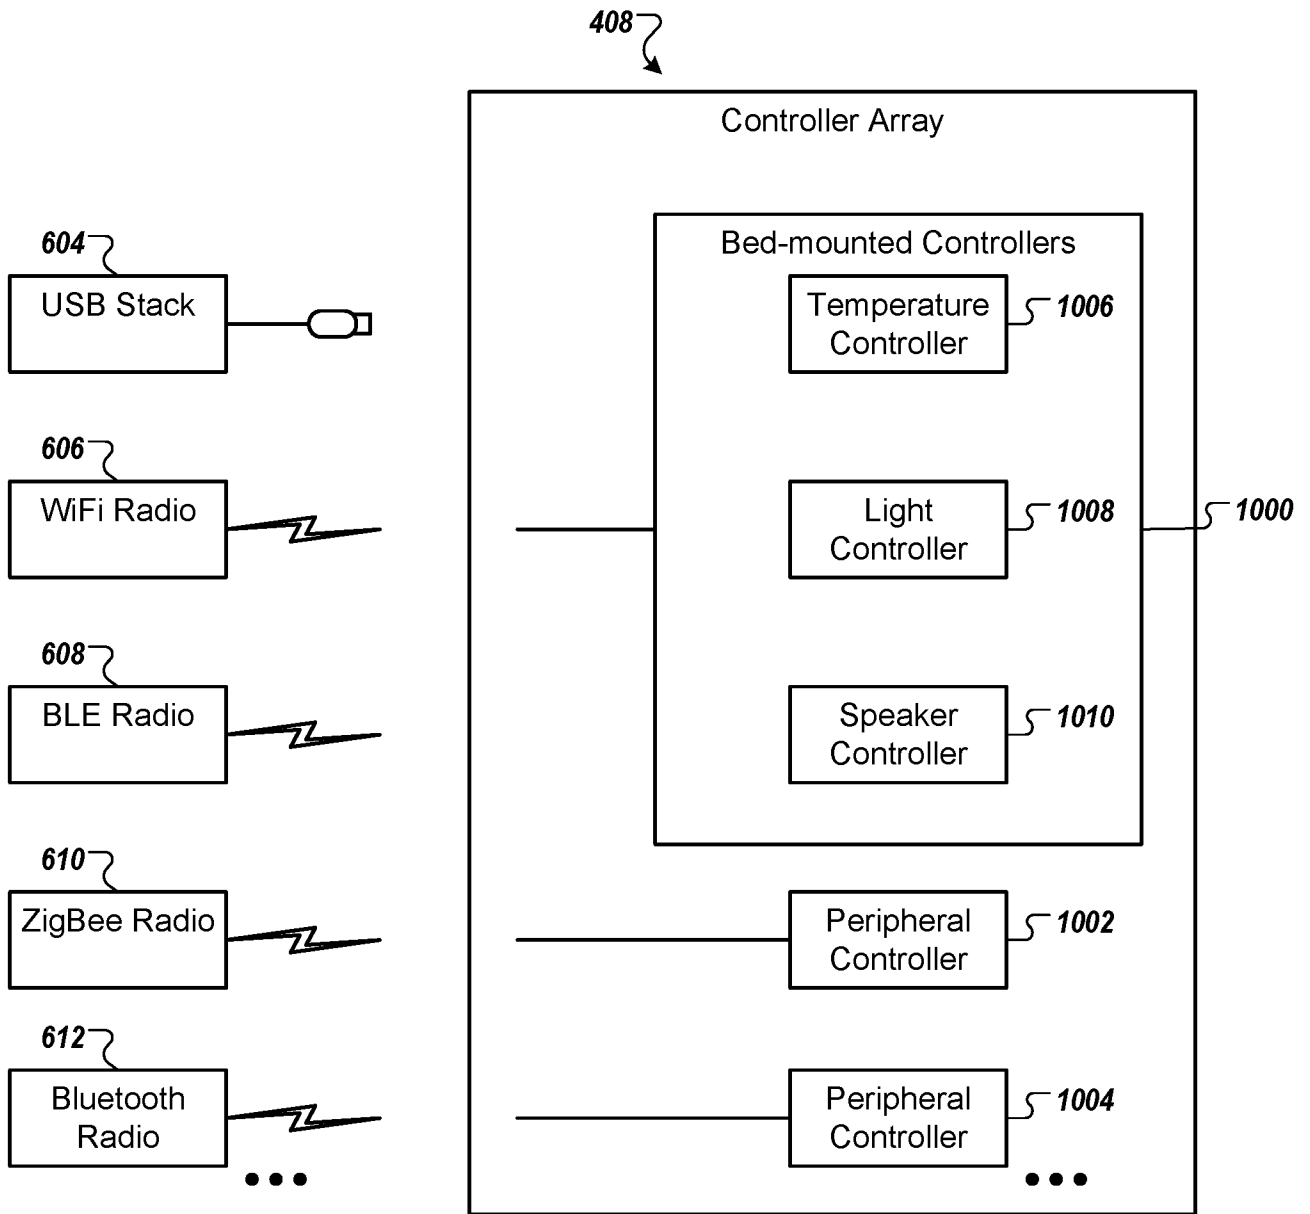 408
Controller Array
604
USB Stack
Bed-mounted Controllers
Temperature
Controller
1006
606
WiFi Radio
Light
Controller
1008
1000
608
BLE Radio
Speaker
Controller
1010
610
ZigBee Radio
Peripheral
Controller
1002
612
Bluetooth
Radio
Peripheral
Controller
1004